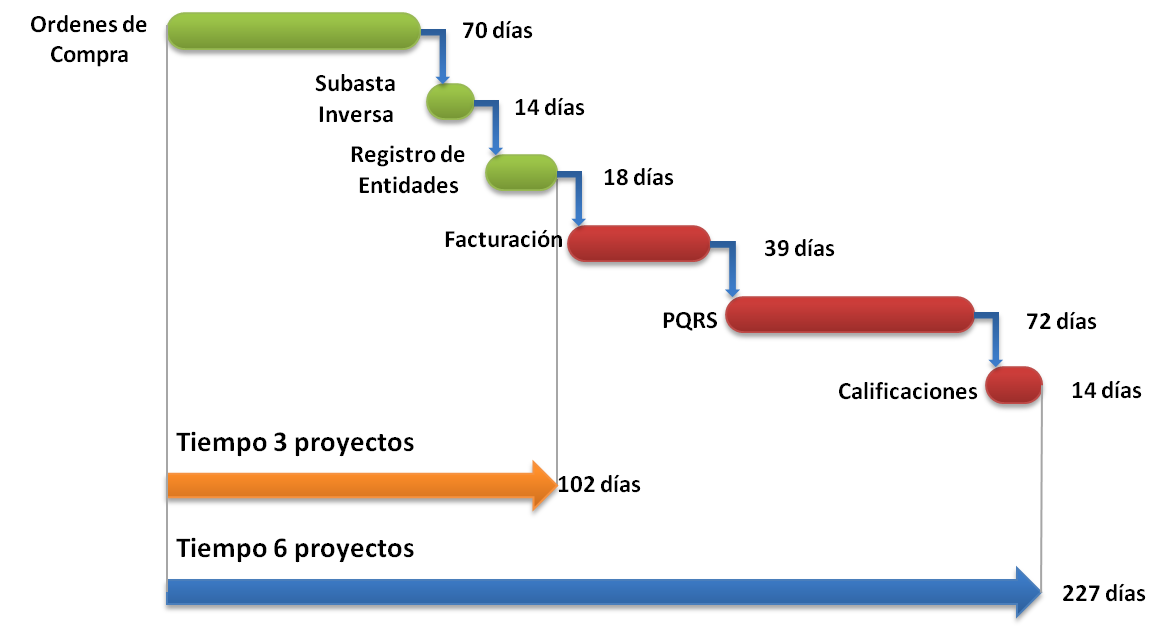 Ordenes de
Compra
70 días
Subasta
Inversa
14 días
Registro de
Entidades
18 días
Facturación
39 días
PQRS
72 días
Calificaciones
14 días
Tiempo 3 proyectos
102 días
Tiempo 6 proyectos
227 días